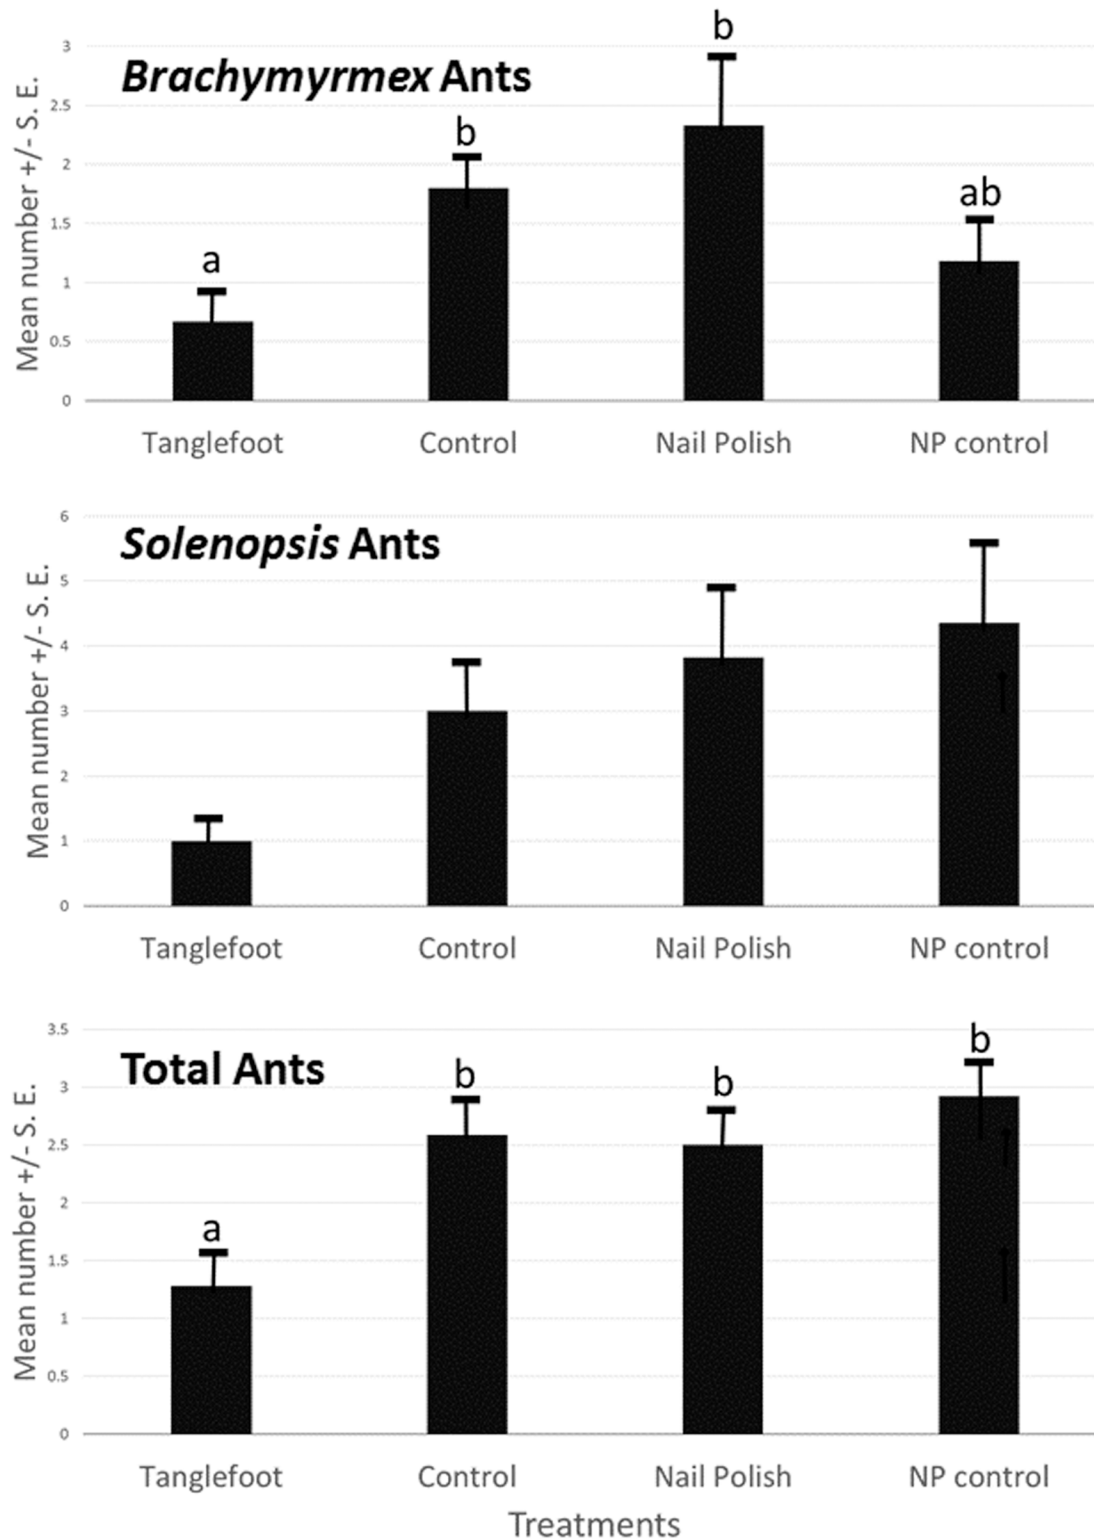 b
3
Brachymyrmex Ants
2.5
b
2
ab
1.5
a
1
0.5
0
Mean number +/- S. E.
Tanglefoot Control Nail Polish NP control
6
Solenopsis Ants
5
4
3
2
1
0
Mean number +/- S. E.
Tanglefoot Control Nail Polish NP control
3.5
b
Total Ants
b
b
3
2.5
2
a
1.5
1
0.5
0
Mean number +/- S. E.
Tanglefoot Control Nail Polish NP control
Treatments